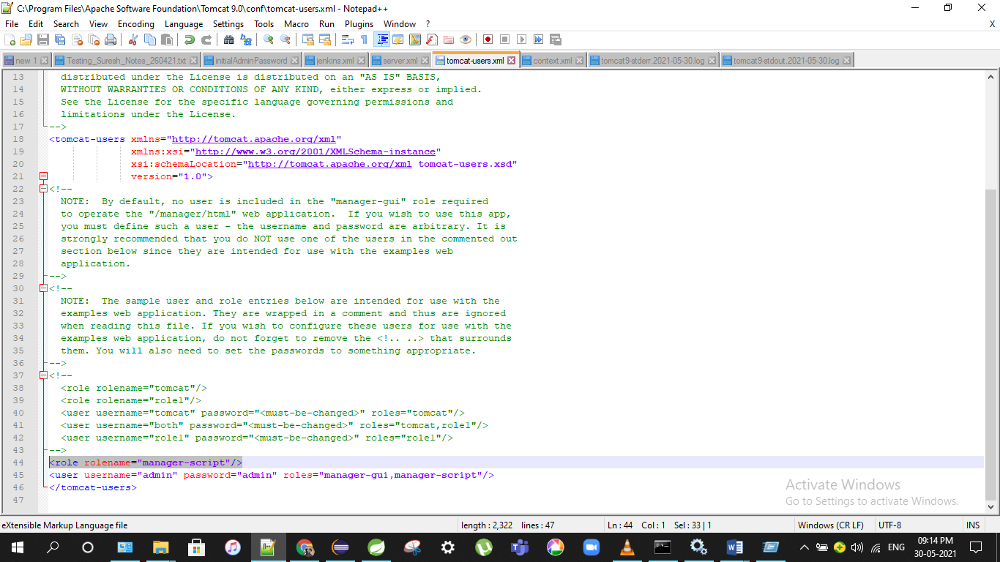 C:\Program Files\Apache Software Foundation\Tomcat 9.0\conf\tomcat-users.xml - Notepad++
File Edit Search View Encoding Language Settings Tools Macro Run Plugins Window ? X
new 1 Testing_Suresh_Notes_260421.txt initialAdminPassword jenkins.xml server.xml tomcat-users.xml context.xml tomcat9-stderr.2021-05-30.log tomcat9-stdout.2021-05-30.log
13 distributed under the License is distributed on an "AS IS" BASIS,
14 WITHOUT WARRANTIES OR CONDITIONS OF ANY KIND, either express or implied.
15 See the License for the specific language governing permissions and
16 limitations under the License.
17 -->
18 <tomcat-users xmlns="http://tomcat.apache.org/xml"
19 xmlns:xsi="http://www.w3.org/2001/XMLSchema-instance"
20 xsi:schemaLocation="http://tomcat.apache.org/xml tomcat-users.xsd"
21 version="1.0">
22 <!--
23 NOTE: By default, no user is included in the "manager-gui" role required
24 to operate the "/manager/html" web application. If you wish to use this app,
25 you must define such a user - the username and password are arbitrary. It is
26 strongly recommended that you do NOT use one of the users in the commented out
27 section below since they are intended for use with the examples web
28 application.
29 -->
30 <!--
31 NOTE: The sample user and role entries below are intended for use with the
32 examples web application. They are wrapped in a comment and thus are ignored
33 when reading this file. If you wish to configure these users for use with the
34 examples web application, do not forget to remove the <!.. ..> that surrounds
35 them. You will also need to set the passwords to something appropriate.
36 -->
37 <!--
38 <role rolename="tomcat"/>
39 <role rolename="role1"/>
40 <user username="tomcat" password="<must-be-changed>" roles="tomcat"/>
41 <user username="both" password="<must-be-changed>" roles="tomcat,role1"/>
42 <user username="role1" password="<must-be-changed>" roles="role1"/>
43 -->
44 <role rolename="manager-script"/>
45 <user username="admin" password="admin" roles="manager-gui,manager-script"/>
46 </tomcat-users>
47
Activate Windows
Go to Settings to activate Windows.
eXtensible Markup Language file length : 2,322 lines : 47 Ln : 44 Col : 1 Sel : 33 | 1 Windows (CR LF) UTF-8 INS
ENG 09:14 PM
30-05-2021